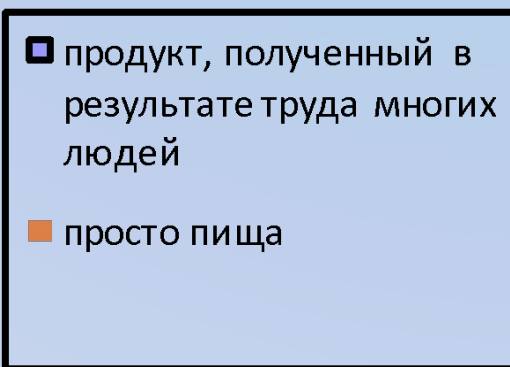 продукт, полученный в
результате труда многих
людей
просто пища